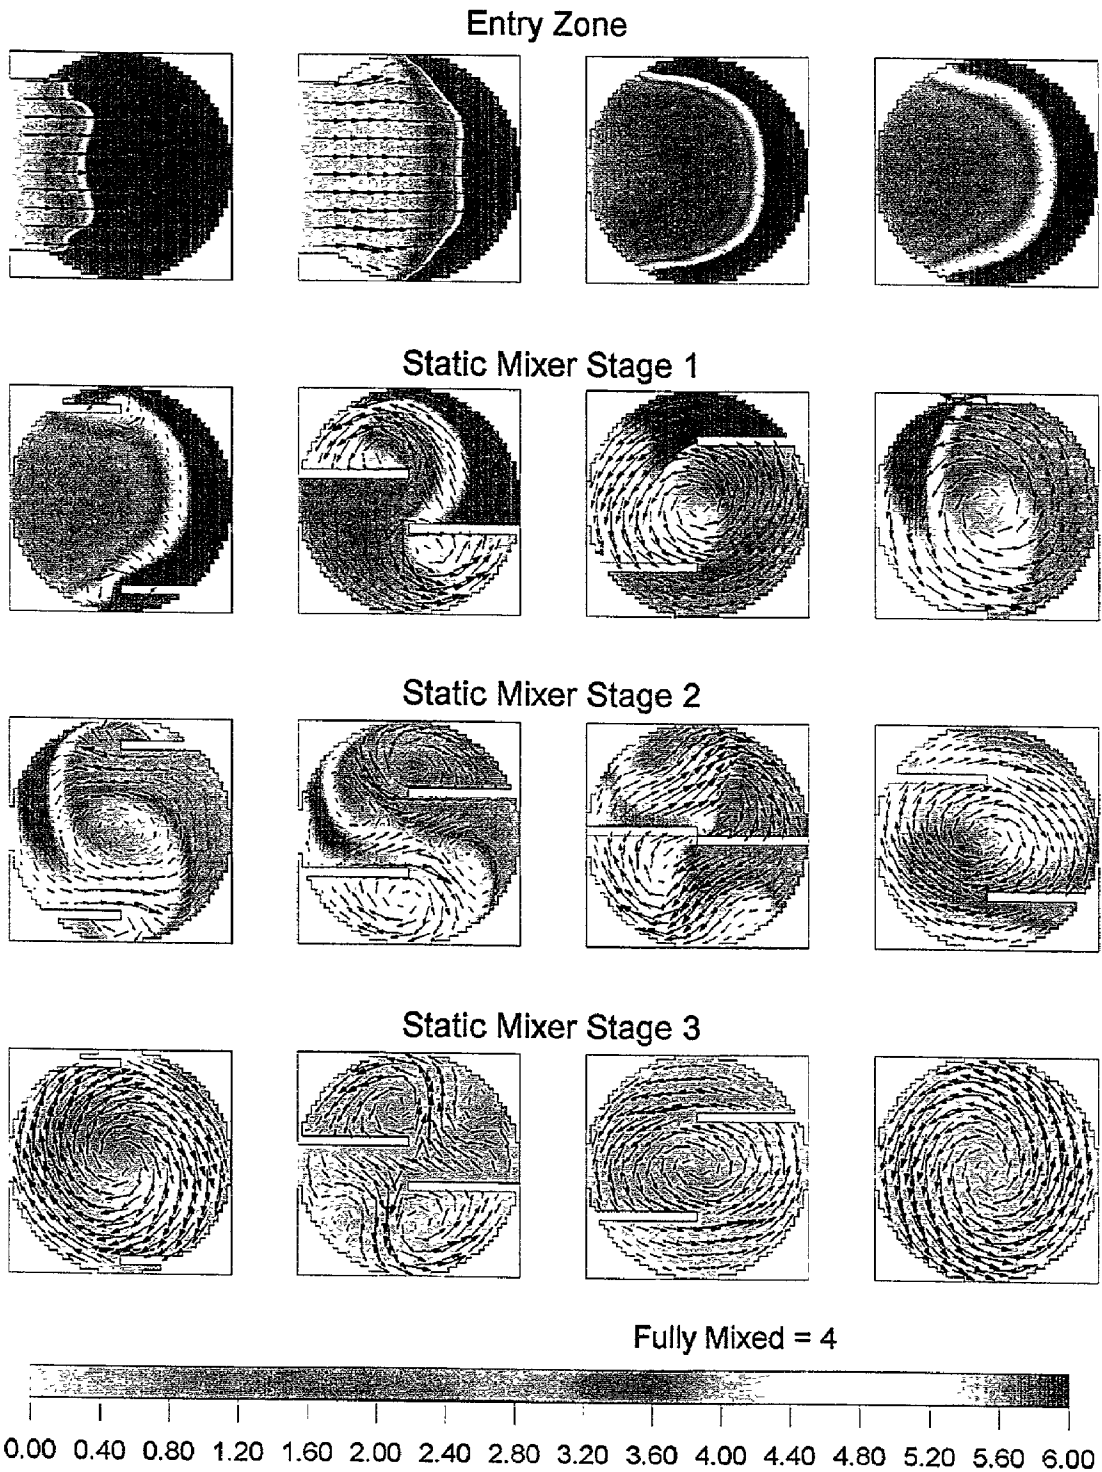 Entry Zone
Static Mixer Stage 1
Static Mixer Stage 2
Static Mixer Stage 3
Fully Mixed = 4
0.00 0.40 0.80 1.20 1.60 2.00 2.40 2.80 3.20 3.60 4.00 4.40 4.80 5.20 5.60 6.00